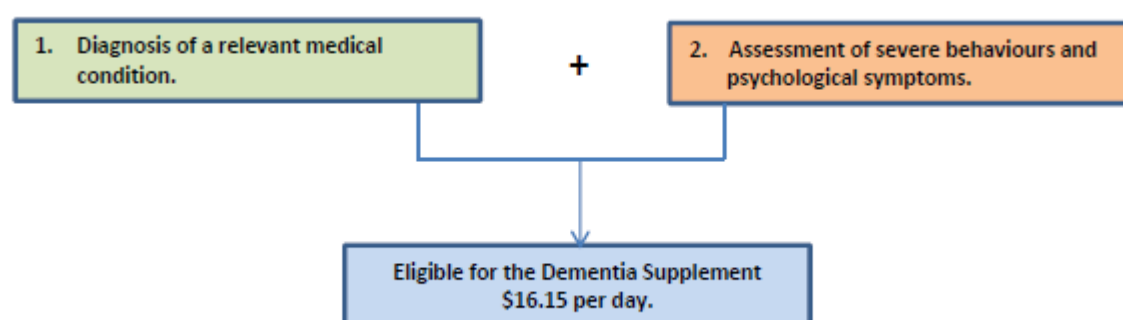 1. Diagnosis of a relevant medical
condition.
+
2. Assessment of severe behaviours and
psychological symptoms.
Eligible for the Dementia Supplement
$16.15 per day.